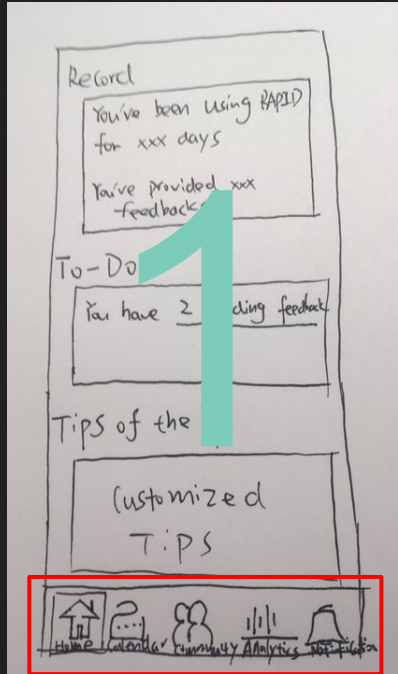 Record
You've been using RAPID
for xxx days
You've provided xxx
feedbacks
To-Do
You have 2 feedback
Tips of the
Customized
Tips
1
Home Calendar Community Analytics Notification